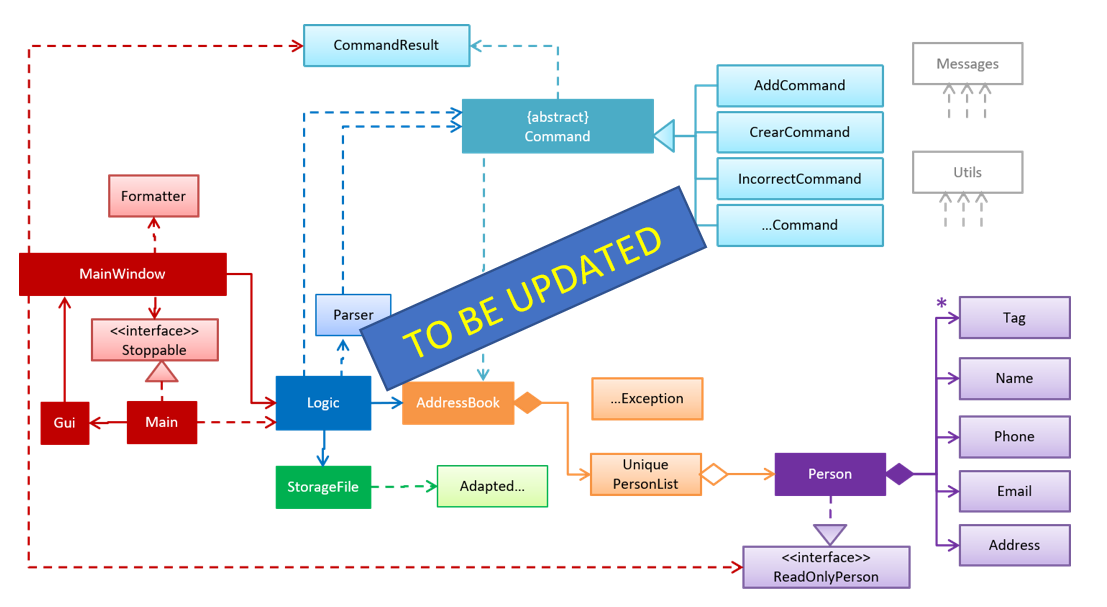 CommandResult
Messages
{abstract}
Command
AddCommand
CrearCommand
IncorrectCommand
...Command
Utils
Formatter
MainWindow
<<interface>>
Stoppable
Parser
TO BE UPDATED
Gui
Main
Logic
AddressBook
...Exception
StorageFile
Adapted...
Unique
PersonList
Person
*
Tag
Name
Phone
Email
Address
<<interface>>
ReadOnlyPerson